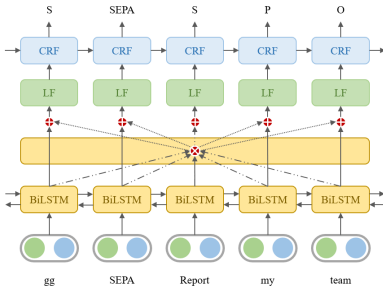 S SEPA S P O
CRF CRF CRF CRF CRF
LF LF LF LF LF
BiLSTM BiLSTM BiLSTM BiLSTM BiLSTM
gg SEPA Report my team